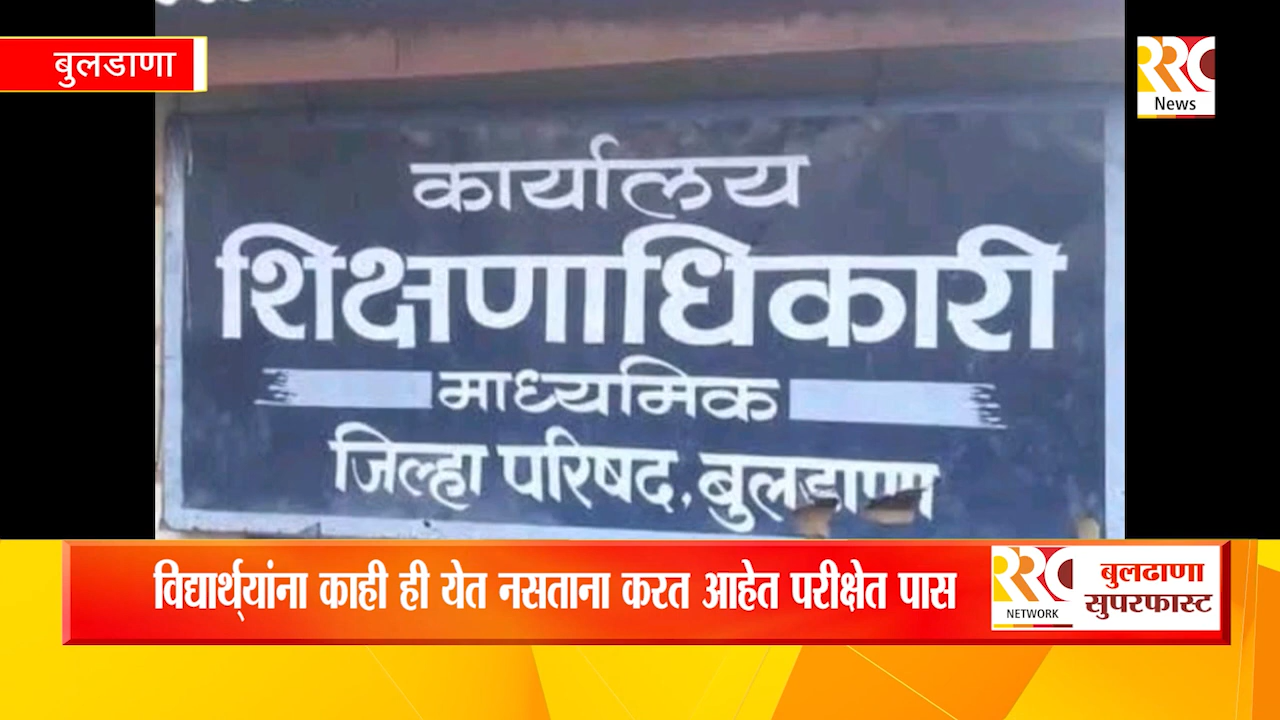 बुलडाणा
RRC
News
कार्यालय
शिक्षणाधिकारी
माध्यमिक
जिल्हा परिषद, बुलडाणा
विद्यार्थ्यांना काही ही येत नसताना करत आहेत परीक्षेत पास
RRC
NETWORK
बुलढाणा
सुपरफास्ट